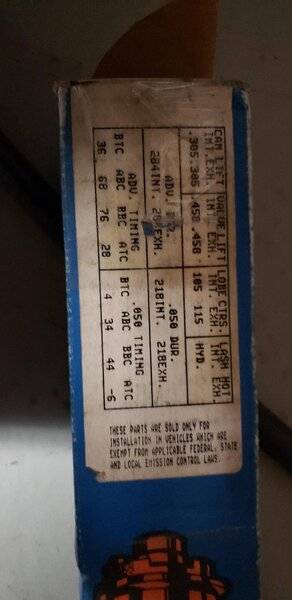 CAM LIFT VALVE LIFT LOBE CTRS. LASH HOT
INT. EXH. INT EXH. INT. EXH. INT. EXH.
.305.305 .458 .458 105 115 HYD.
ADV. .050 DUR.
284INT. 218INT. 218EXH.
ADV. TIMING .050 TIMING
BTC ABC BBC ATC BTC ABC BBC ATC
36 68 76 28 4 34 44 -6
THESE PARTS ARE SOLD ONLY FOR
INSTALLATION IN VEHICLES WHICH ARE
EXEMPT FROM APPLICABLE FEDERAL, STATE
AND LOCAL EMISSION CONTROL LAWS.